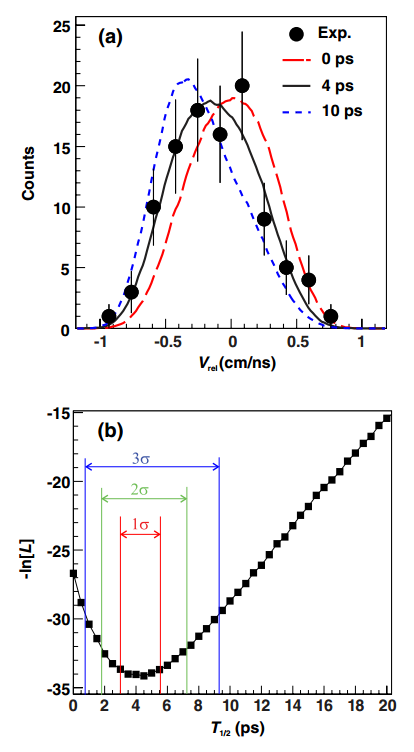 (a)
Exp.
0 ps
4 ps
10 ps
25
20
15
10
5
0
Counts
-1 -0.5 0 0.5 1
Vrel(cm/ns)
(b)
-15
-20
-25
-30
-35
3σ
2σ
1σ
-ln[L]
0 2 4 6 8 10 12 14 16 18 20
T1/2 (ps)